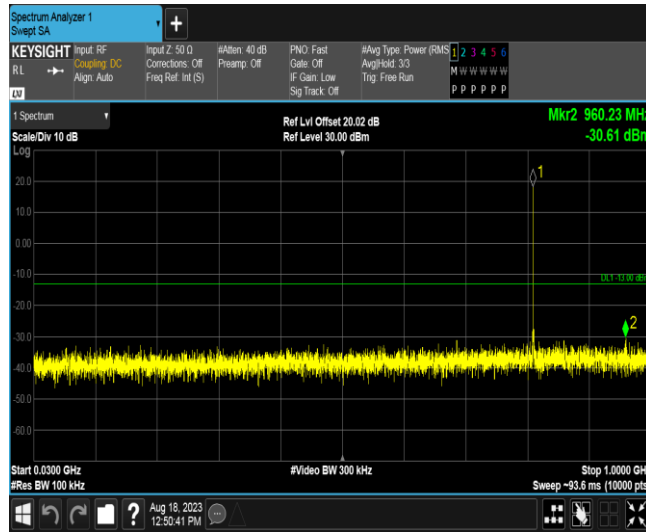 Spectrum Analyzer 1
Swept SA
+
KEYSIGHT Input: RF Input Z: 50 Ω #Atten: 40 dB PNO: Fast #Avg Type: Power (RMS 1 2 3 4 5 6
RL Coupling: DC Corrections: Off Preamp: Off Gate: Off Avg|Hold: 3/3 M W W W W W
Align: Auto Freq Ref: Int (S) IF Gain: Low Trig: Free Run
LXI Sig Track: Off P P P P P P
1 Spectrum Ref Lvl Offset 20.02 dB Mkr2 960.23 MHz
Scale/Div 10 dB Ref Level 30.00 dBm -30.61 dBm
Log
1
20.0
10.0
0.00
-10.0
DL1 -13.00 dBm
-20.0
2
-30.0
-40.0
-50.0
-60.0
Start 0.0300 GHz #Video BW 300 kHz Stop 1.0000 GHz
#Res BW 100 kHz Sweep ~93.6 ms (10000 pts
? Aug 18, 2023
12:50:41 PM